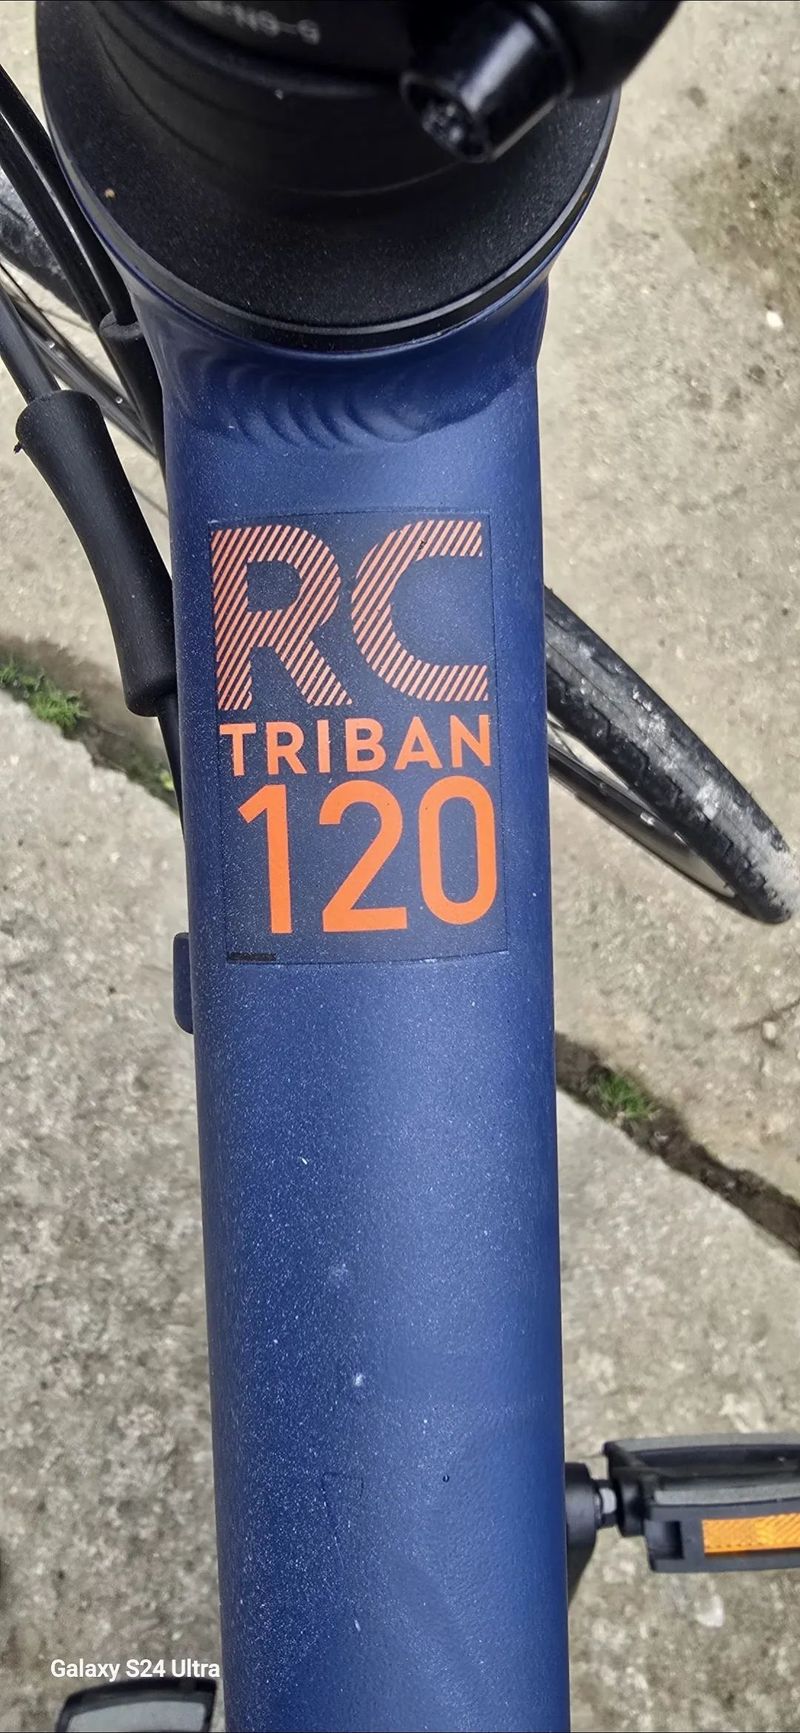 RC
TRIBAN
120
Galaxy S24 Ultra